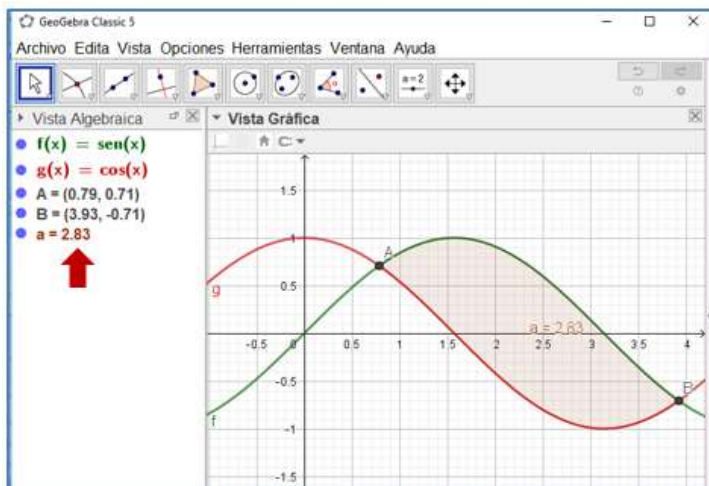 GeoGebra Classic 5
Archivo Edita Vista Opciones Herramientas Ventana Ayuda
a=2
Vista Algebraica
Vista Gráfica
f(x) = sen(x)
g(x) = cos(x)
A = (0.79, 0.71)
B = (3.93, -0.71)
a = 2.83
1.5
1
A
0.5
g
a = 2.83
-0.5 0 0.5 1 1.5 2 2.5 3 3.5 4
-0.5
B
f
-1
-1.5